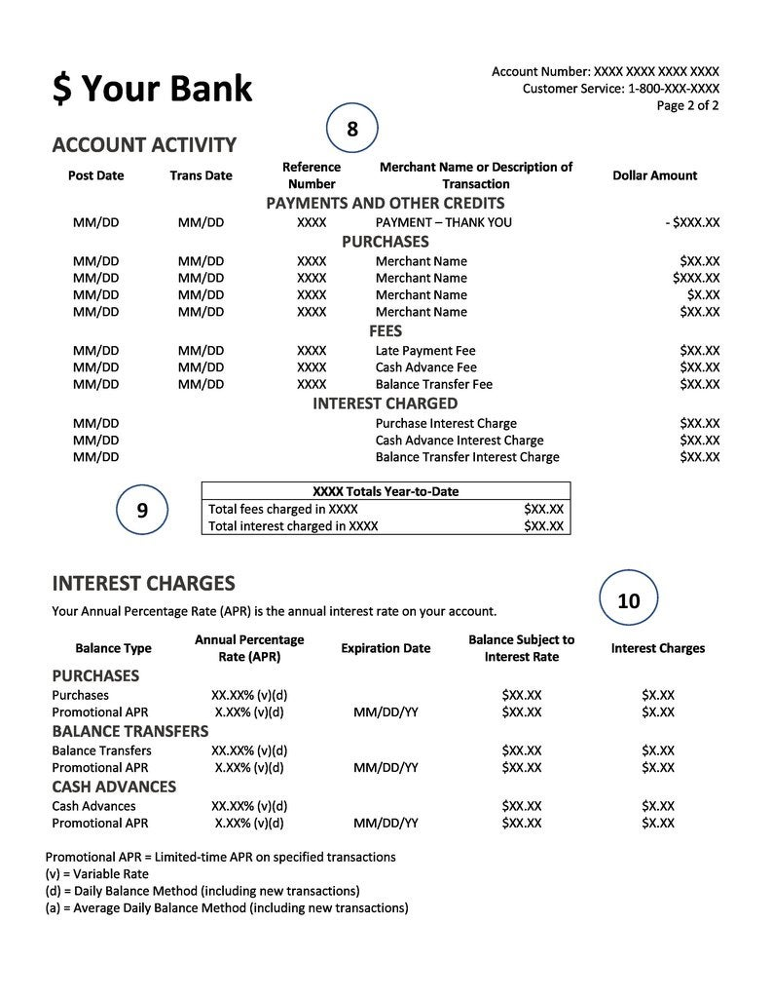 $ Your Bank
Account Number: XXXX XXXX XXXX XXXX
Customer Service: 1-800-XXX-XXXX
Page 2 of 2
8
ACCOUNT ACTIVITY
Post Date Trans Date Reference Number Merchant Name or Description of Transaction Dollar Amount
PAYMENTS AND OTHER CREDITS
MM/DD MM/DD XXXX PAYMENT – THANK YOU - $XXX.XX
PURCHASES
MM/DD MM/DD XXXX Merchant Name $XX.XX
MM/DD MM/DD XXXX Merchant Name $XXX.XX
MM/DD MM/DD XXXX Merchant Name $X.XX
MM/DD MM/DD XXXX Merchant Name $XX.XX
FEES
MM/DD MM/DD XXXX Late Payment Fee $XX.XX
MM/DD MM/DD XXXX Cash Advance Fee $XX.XX
MM/DD MM/DD XXXX Balance Transfer Fee $XX.XX
INTEREST CHARGED
MM/DD Purchase Interest Charge $XX.XX
MM/DD Cash Advance Interest Charge $XX.XX
MM/DD Balance Transfer Interest Charge $XX.XX
9
XXXX Totals Year-to-Date
Total fees charged in XXXX $XX.XX
Total interest charged in XXXX $XX.XX
INTEREST CHARGES
10
Your Annual Percentage Rate (APR) is the annual interest rate on your account.
Balance Type Annual Percentage Rate (APR) Expiration Date Balance Subject to Interest Rate Interest Charges
PURCHASES
Purchases XX.XX% (v)(d) $XX.XX $X.XX
Promotional APR X.XX% (v)(d) MM/DD/YY $XX.XX $X.XX
BALANCE TRANSFERS
Balance Transfers XX.XX% (v)(d) $XX.XX $X.XX
Promotional APR X.XX% (v)(d) MM/DD/YY $XX.XX $X.XX
CASH ADVANCES
Cash Advances XX.XX% (v)(d) $XX.XX $X.XX
Promotional APR X.XX% (v)(d) MM/DD/YY $XX.XX $X.XX
Promotional APR = Limited-time APR on specified transactions
(v) = Variable Rate
(d) = Daily Balance Method (including new transactions)
(a) = Average Daily Balance Method (including new transactions)